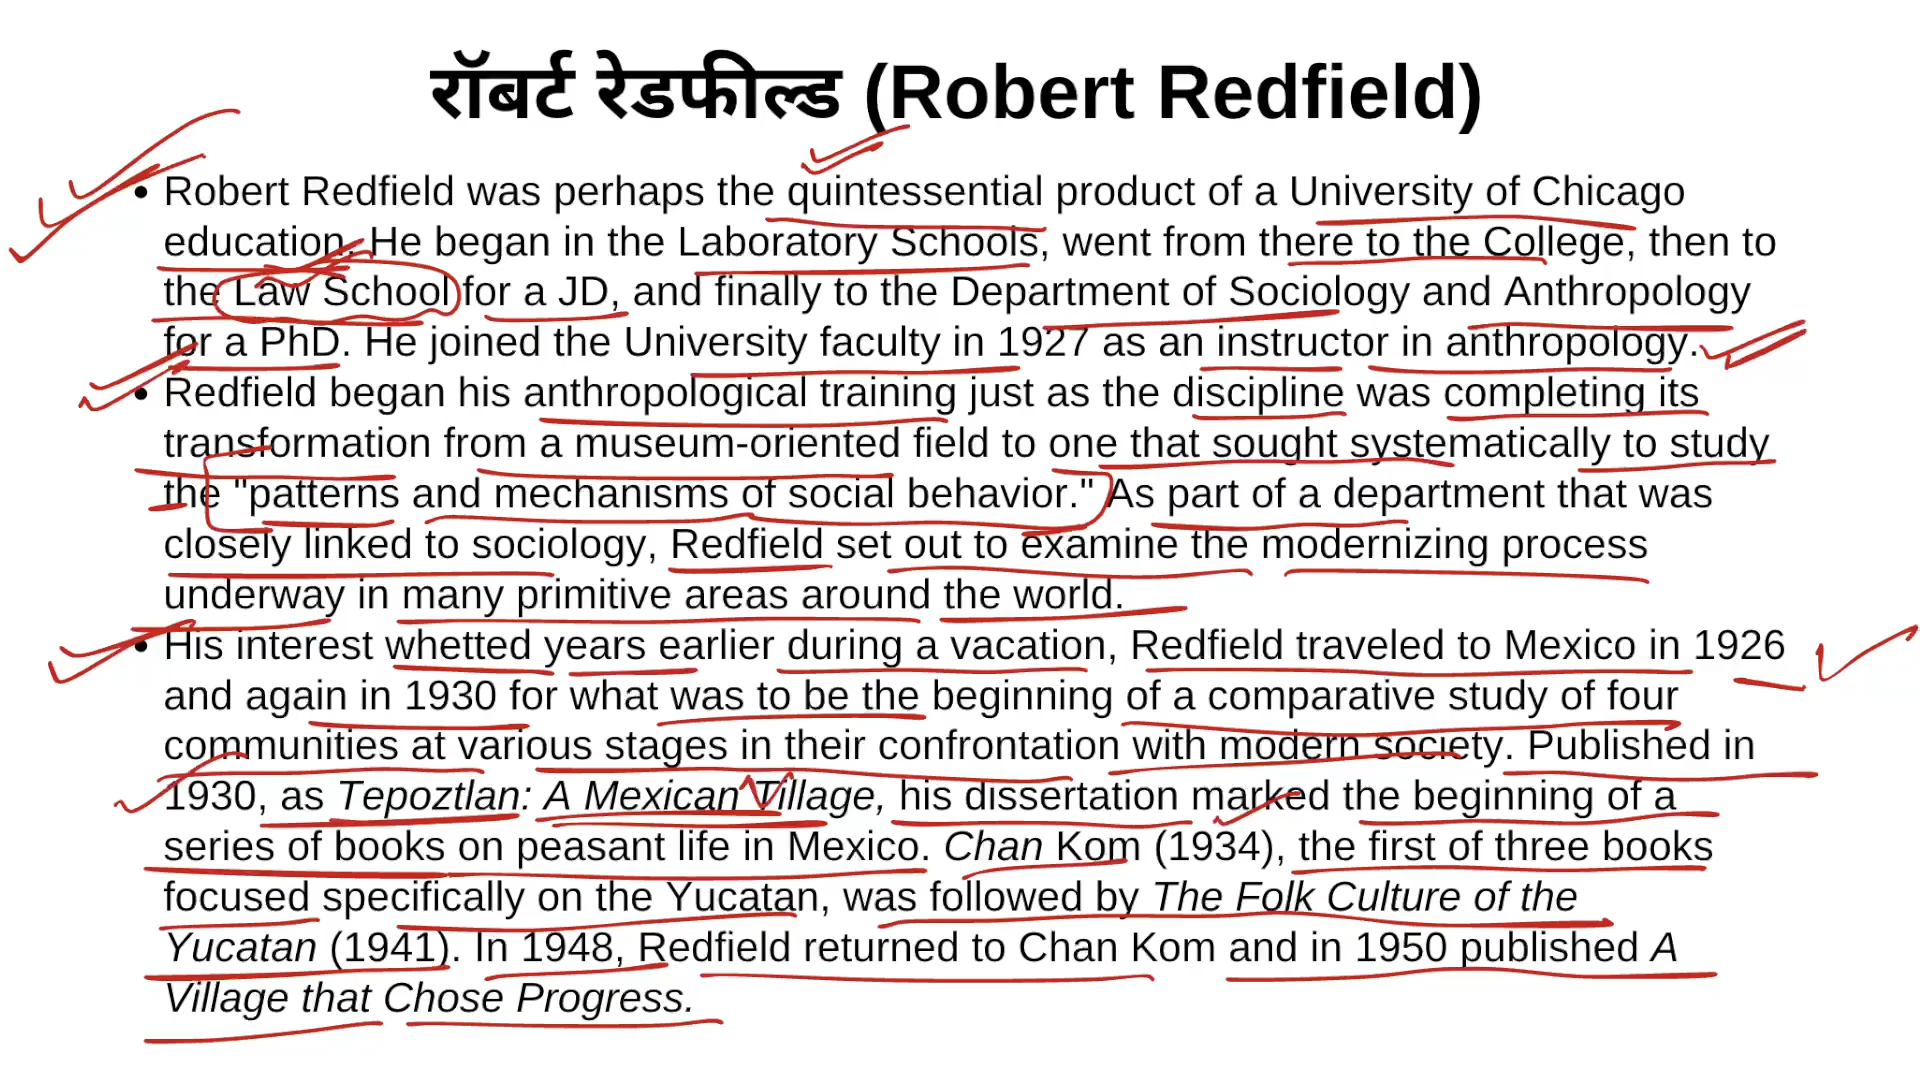 रॉबर्ट रेडफील्ड (Robert Redfield)
• Robert Redfield was perhaps the quintessential product of a University of Chicago
education. He began in the Laboratory Schools, went from there to the College, then to
the Law School for a JD, and finally to the Department of Sociology and Anthropology
for a PhD. He joined the University faculty in 1927 as an instructor in anthropology.
• Redfield began his anthropological training just as the discipline was completing its
transformation from a museum-oriented field to one that sought systematically to study
the "patterns and mechanisms of social behavior." As part of a department that was
closely linked to sociology, Redfield set out to examine the modernizing process
underway in many primitive areas around the world.
• His interest whetted years earlier during a vacation, Redfield traveled to Mexico in 1926
and again in 1930 for what was to be the beginning of a comparative study of four
communities at various stages in their confrontation with modern society. Published in
1930, as Tepoztlan: A Mexican Tillage, his dissertation marked the beginning of a
series of books on peasant life in Mexico. Chan Kom (1934), the first of three books
focused specifically on the Yucatan, was followed by The Folk Culture of the
Yucatan (1941). In 1948, Redfield returned to Chan Kom and in 1950 published A
Village that Chose Progress.